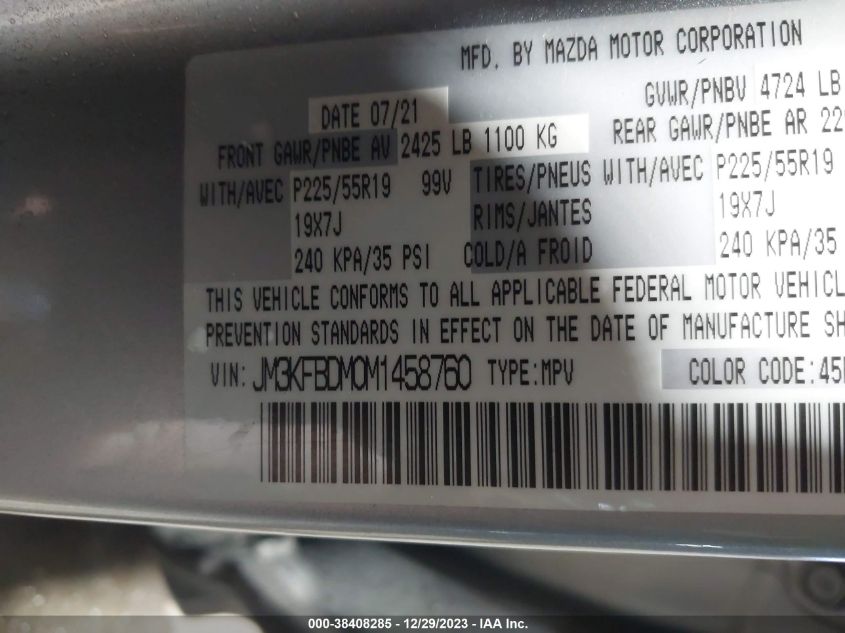 MFD. BY MAZDA MOTOR CORPORATION
DATE 07/21 GVWR/PNBV 4724 LB
FRONT GAWR/PNBE AV 2425 LB 1100 KG REAR GAWR/PNBE AR 22
WITH/AVEC P225/55R19 99V TIRES/PNEUS WITH/AVEC P225/55R19
19X7J RIMS/JANTES 19X7J
240 KPA/35 PSI COLD/A FROID 240 KPA/35
THIS VEHICLE CONFORMS TO ALL APPLICABLE FEDERAL MOTOR VEHICL
PREVENTION STANDARDS IN EFFECT ON THE DATE OF MANUFACTURE SH
VIN: JM3KFBDM0M1458760 TYPE:MPV COLOR CODE:45
000-38408285 - 12/29/2023 - IAA Inc.